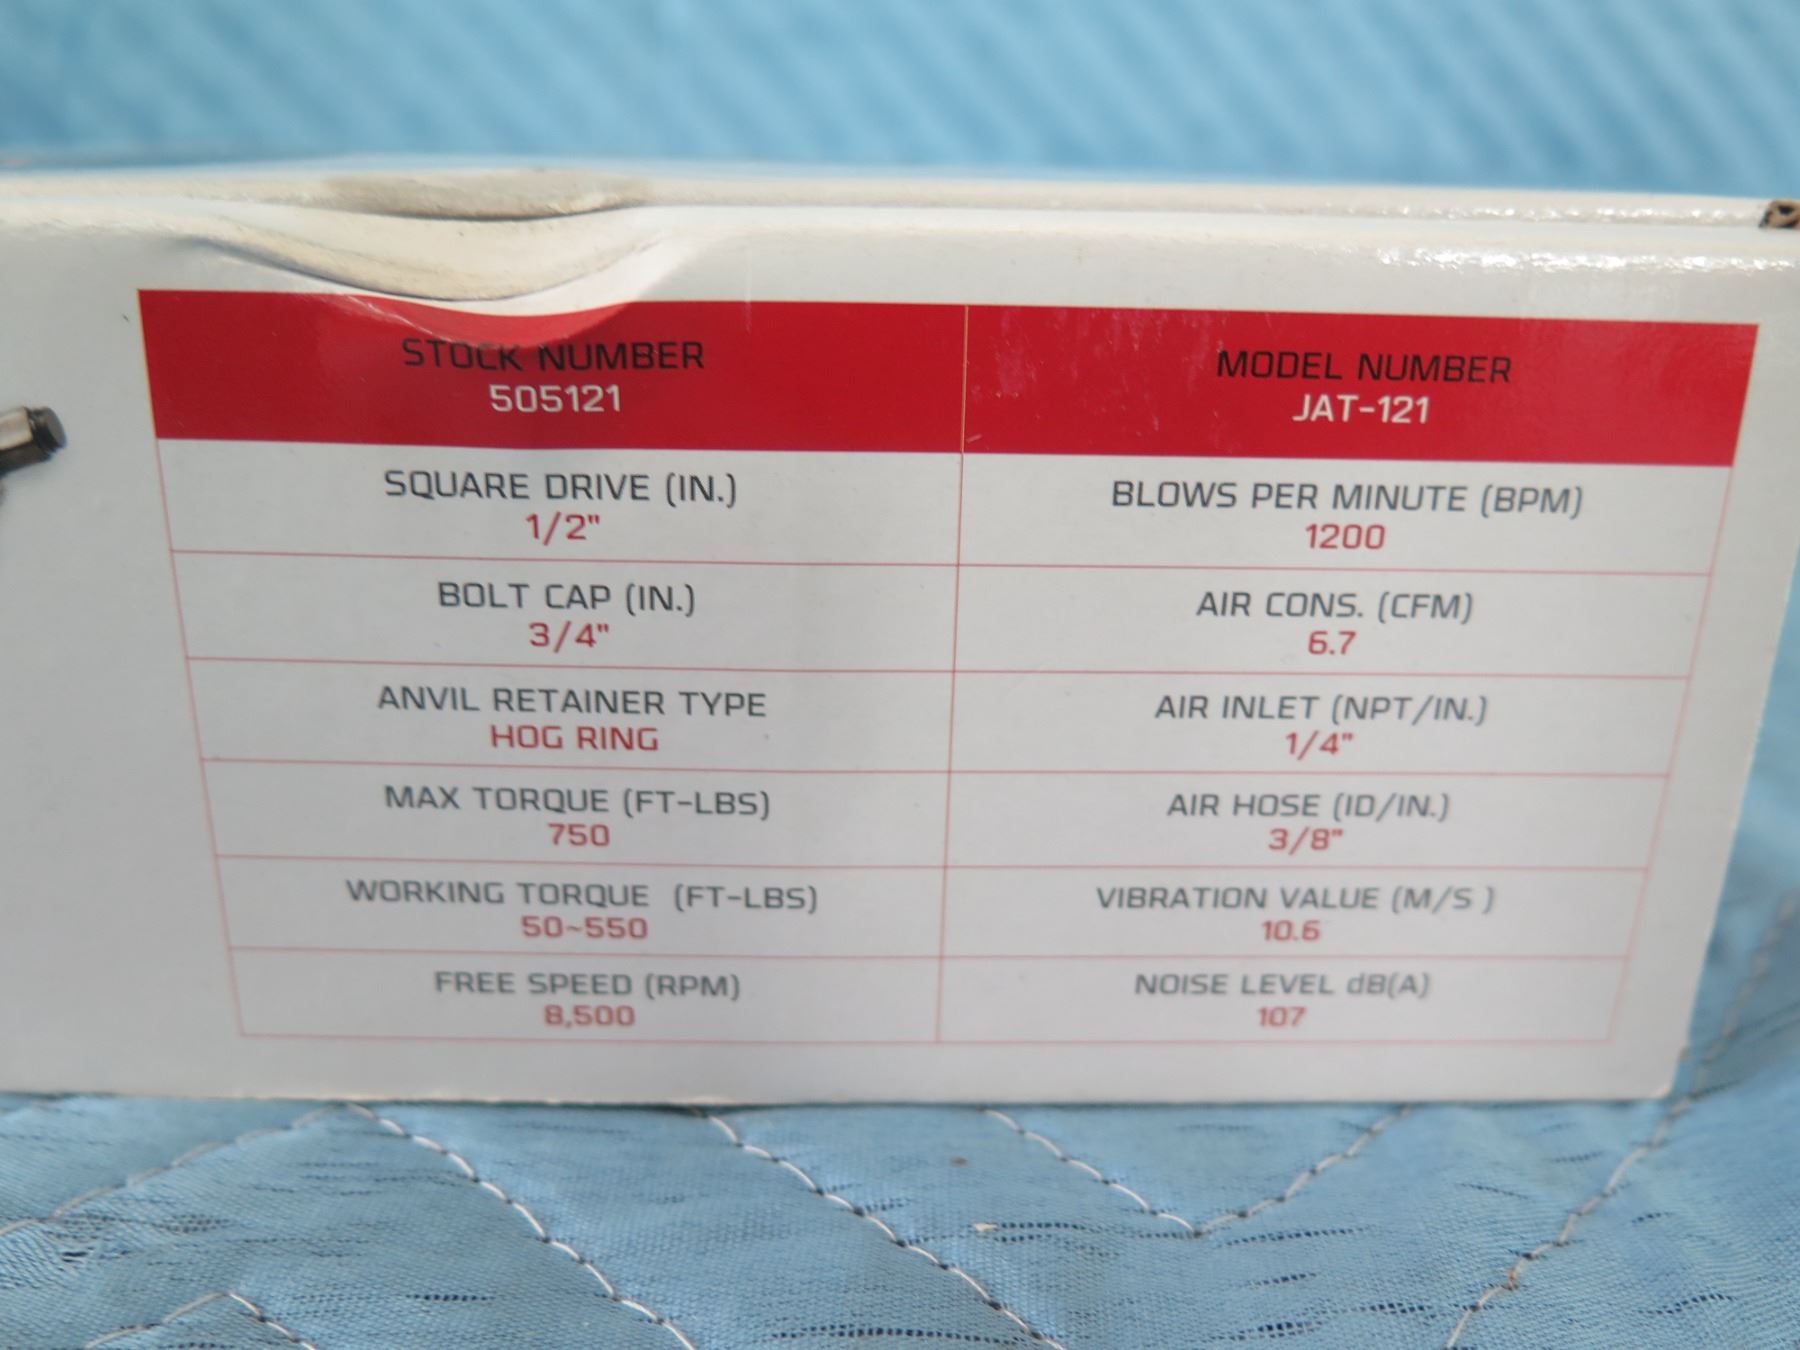 STOCK NUMBER
505121
MODEL NUMBER
JAT-121
SQUARE DRIVE (IN.)
1/2"
BLOWS PER MINUTE (BPM)
1200
BOLT CAP (IN.)
3/4"
AIR CONS. (CFM)
6.7
ANVIL RETAINER TYPE
HOG RING
AIR INLET (NPT/IN.)
1/4"
MAX TORQUE (FT-LBS)
750
AIR HOSE (ID/IN.)
3/8"
WORKING TORQUE (FT-LBS)
50~550
VIBRATION VALUE (M/S )
10.6
FREE SPEED (RPM)
8,500
NOISE LEVEL dB(A)
107